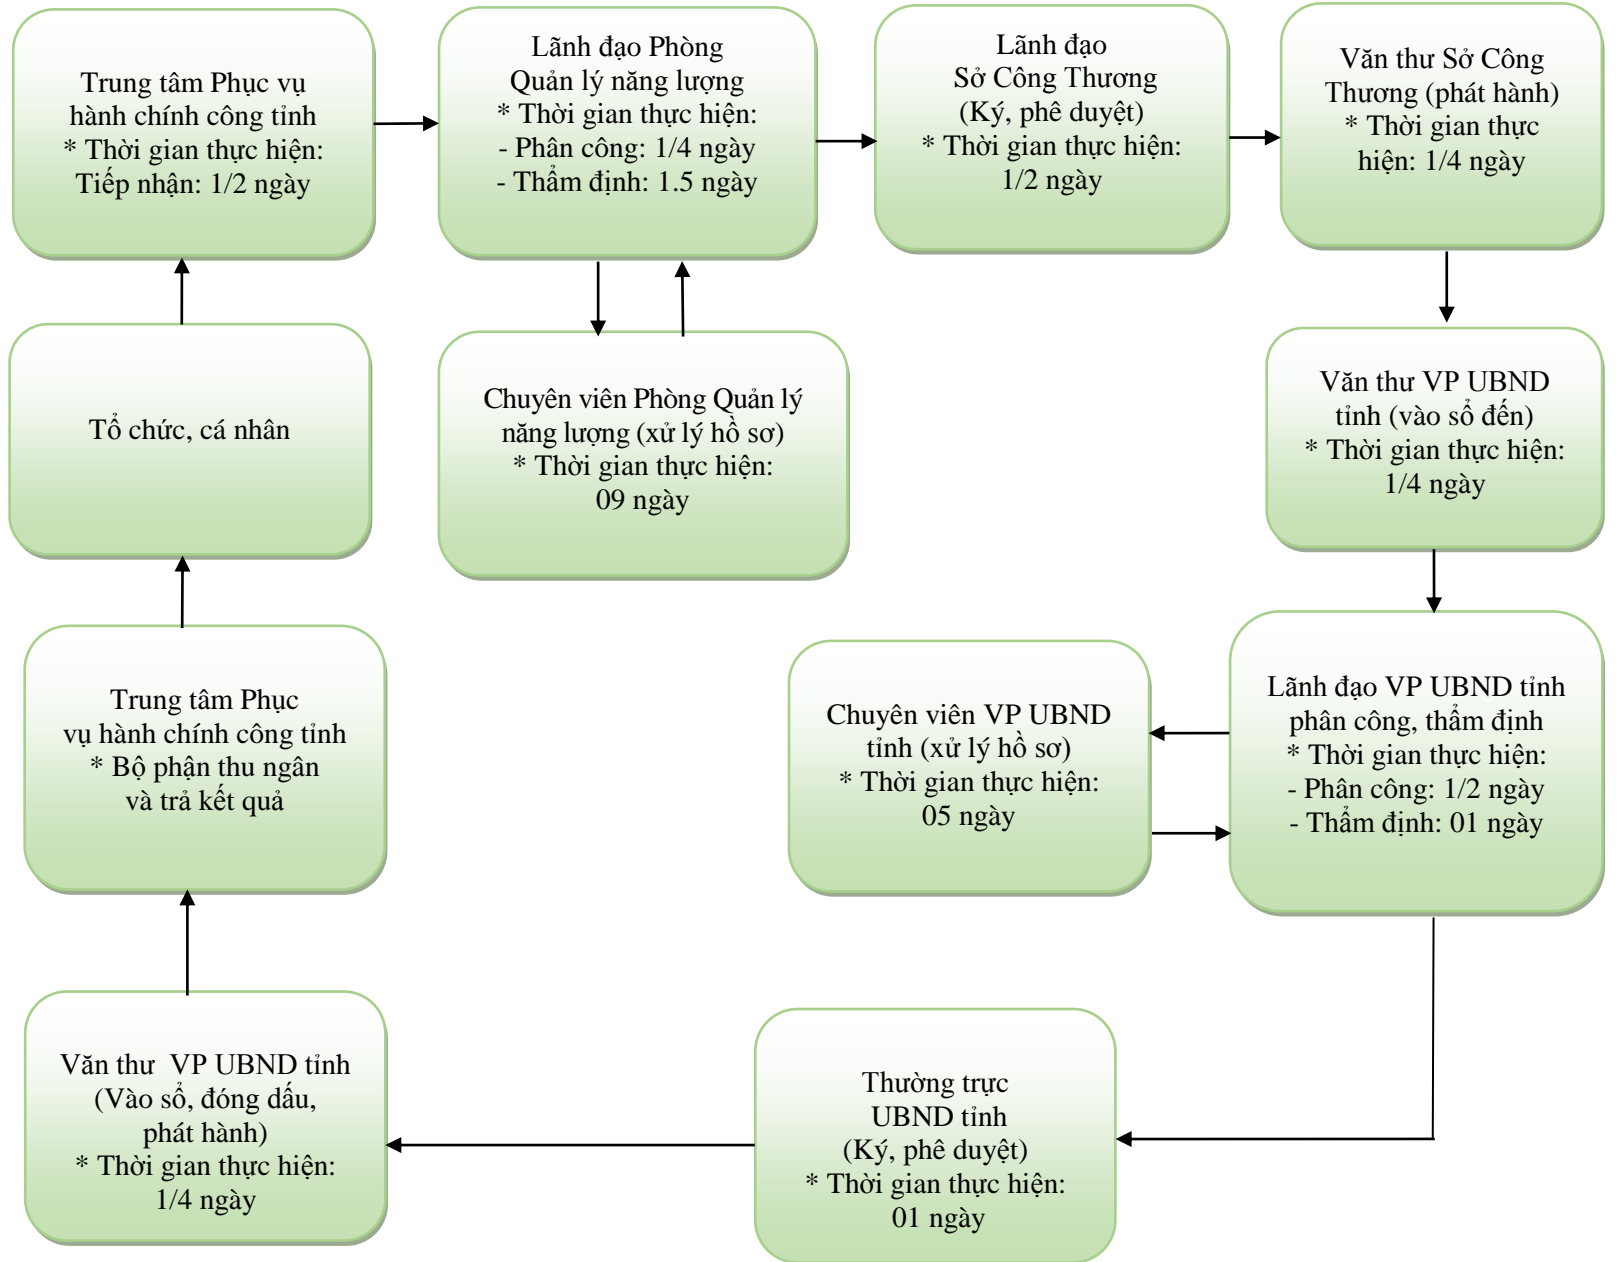 Trung tâm Phục vụ
hành chính công tỉnh
* Thời gian thực hiện:
Tiếp nhận: 1/2 ngày
Lãnh đạo Phòng
Quản lý năng lượng
* Thời gian thực hiện:
- Phân công: 1/4 ngày
- Thẩm định: 1.5 ngày
Lãnh đạo
Sở Công Thương
(Ký, phê duyệt)
* Thời gian thực hiện:
1/2 ngày
Văn thư Sở Công
Thương (phát hành)
* Thời gian thực
hiện: 1/4 ngày
Tổ chức, cá nhân
Chuyên viên Phòng Quản lý
năng lượng (xử lý hồ sơ)
* Thời gian thực hiện:
09 ngày
Văn thư VP UBND
tỉnh (vào sổ đến)
* Thời gian thực hiện:
1/4 ngày
Trung tâm Phục
vụ hành chính công tỉnh
* Bộ phận thu ngân
và trả kết quả
Chuyên viên VP UBND
tỉnh (xử lý hồ sơ)
* Thời gian thực hiện:
05 ngày
Lãnh đạo VP UBND tỉnh
phân công, thẩm định
* Thời gian thực hiện:
- Phân công: 1/2 ngày
- Thẩm định: 01 ngày
Văn thư  VP UBND tỉnh
(Vào sổ, đóng dấu,
phát hành)
* Thời gian thực hiện:
1/4 ngày
Thường trực
UBND tỉnh
(Ký, phê duyệt)
* Thời gian thực hiện:
01 ngày